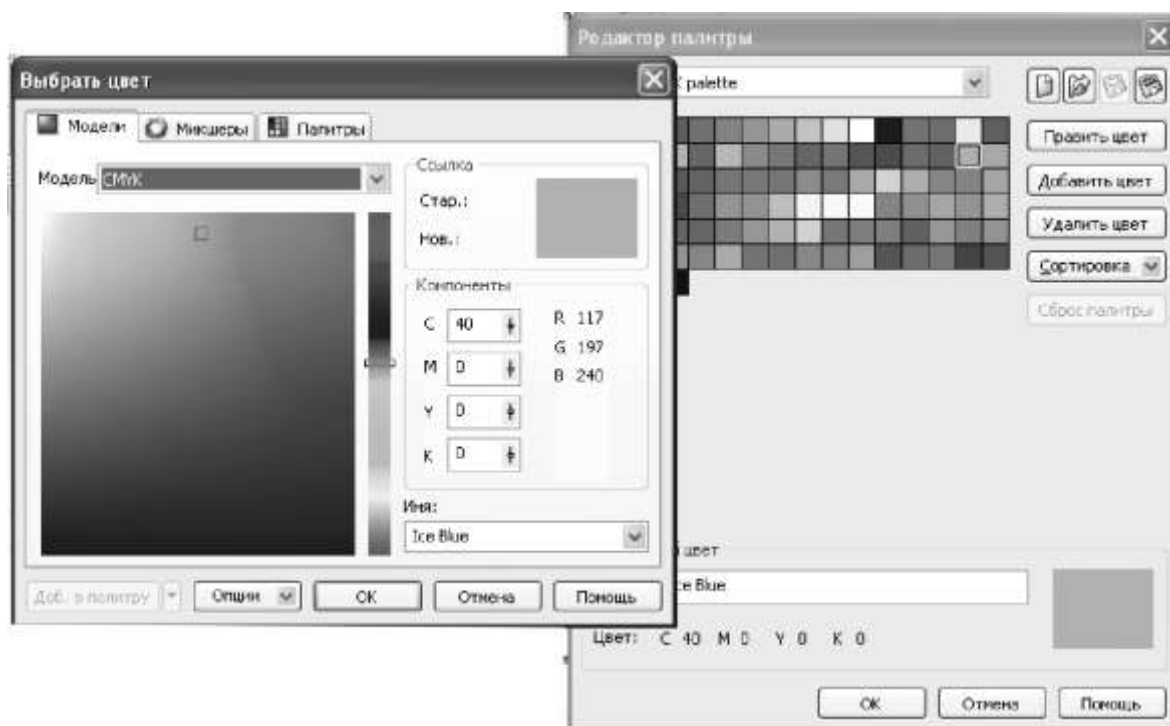 Редактор палитры
palette
Править цвет
Добавить цвет
Удалить цвет
Сортировка
Сброс палитры
цвет
Ice Blue
Цвет: C 40 M 0 Y 0 K 0
OK Отмена Помощь
Выбрать цвет
Модели Микшеры Палитры
Модель CMYK
Ссылка
Стар.:
Нов.:
Компоненты
C 40 R 117
M 0 G 197
Y 0 B 240
K 0
Имя:
Ice Blue
Доб. в палитру Опции OK Отмена Помощь